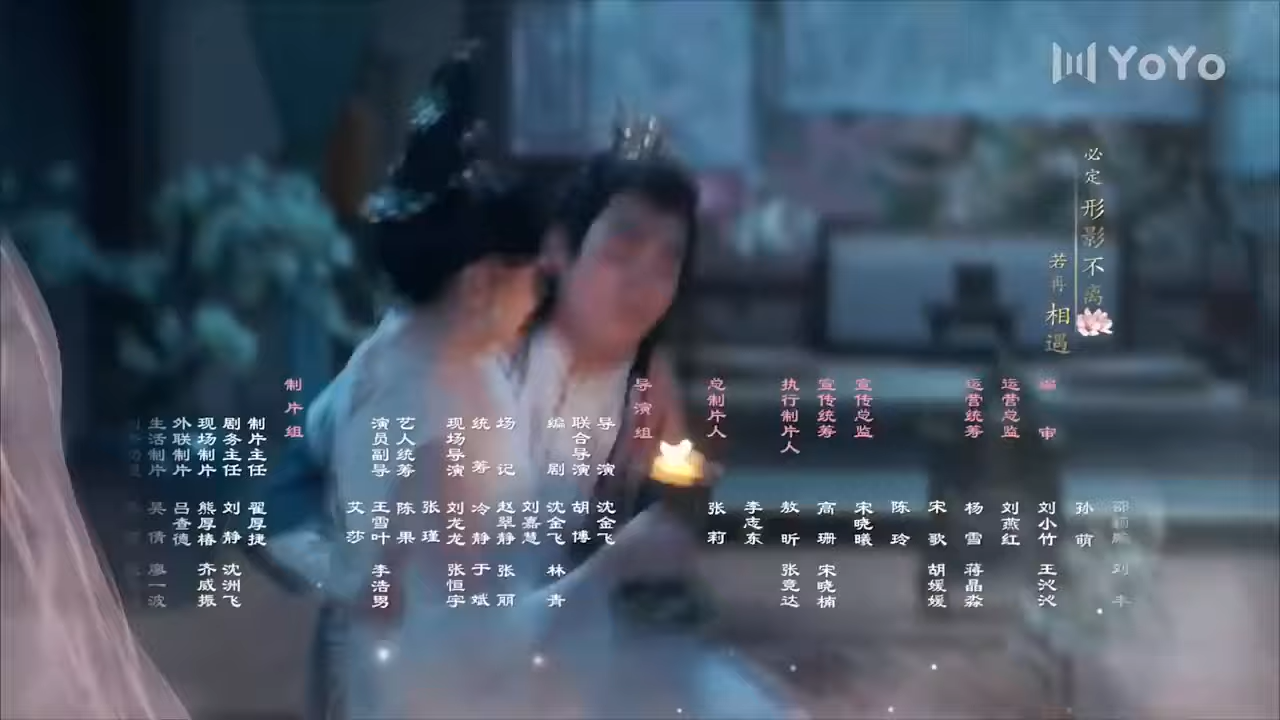 YoYo
必定形影不离
若再相遇
编审
刘小竹 王沁沁
孙萌
运营总监
刘燕红
运营统筹
杨雪 蒋晶淼
宋歌 胡媛媛
陈玲
宣传总监
宋晓曦
宣传统筹
高珊 宋晓楠
执行制片人
敖昕 张竞达
李志东
总制片人
张莉
导演组
导演
沈金飞
联合导演
胡博
编剧
沈金飞 林青
刘嘉慧
场记
赵翠静 张丽
统筹
冷静 于斌
现场导演
刘龙龙 张恒宇
张瑾
艺人统筹
陈果
演员副导
王雪叶 李浩男
艾莎
制片组
制片主任
翟厚捷
剧务主任
刘静 沈洲飞
现场制片
熊厚椿 齐威振
外联制片
吕查德
生活制片
吴倩 廖一波